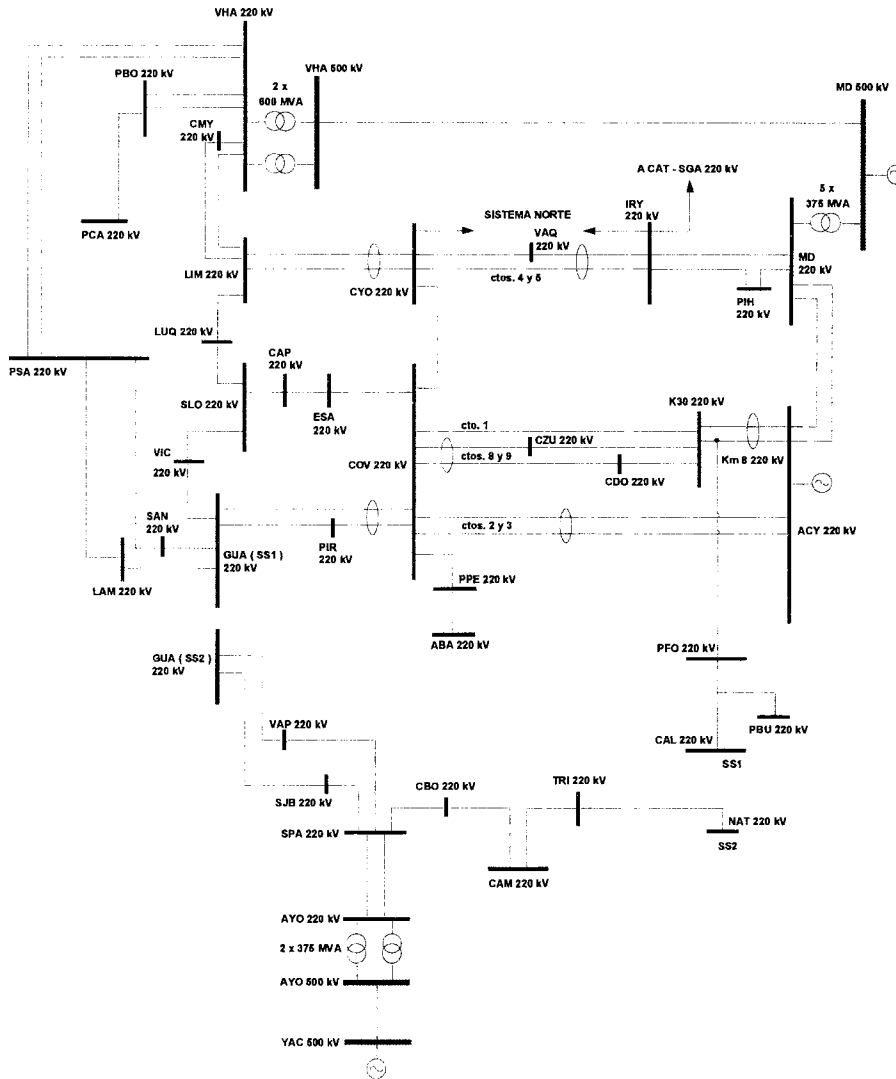 VHA 220 kV
PBO 220 kV
VHA 500 kV
2 x
600 MVA
MD 500 kV
CMY
220 kV
A CAT - SGA 220 kV
5 x
375 MVA
IRY
220 kV
SISTEMA NORTE
VAQ
220 kV
PCA 220 kV
MD
220 kV
LIM 220 kV
CYO 220 kV
ctos. 4 y 5
PIH
220 kV
LUQ 220 kV
PSA 220 kV
CAP
220 kV
SLO 220 kV
ESA
220 kV
K30 220 kV
cto. 1
CZU 220 kV
VIC
220 kV
COV 220 kV
ctos. 8 y 9
CDO 220 kV
Km 8 220 kV
SAN
220 kV
ctos. 2 y 3
ACY 220 kV
GUA ( SS1 )
220 kV
PIR
220 kV
LAM 220 kV
PPE 220 kV
ABA 220 kV
GUA ( SS2 )
220 kV
PFO 220 kV
PBU 220 kV
VAP 220 kV
CAL 220 kV
SS1
SJB 220 kV
CBO 220 kV
TRI 220 kV
SPA 220 kV
NAT 220 kV
SS2
CAM 220 kV
AYO 220 kV
2 x 375 MVA
AYO 500 kV
YAC 500 kV